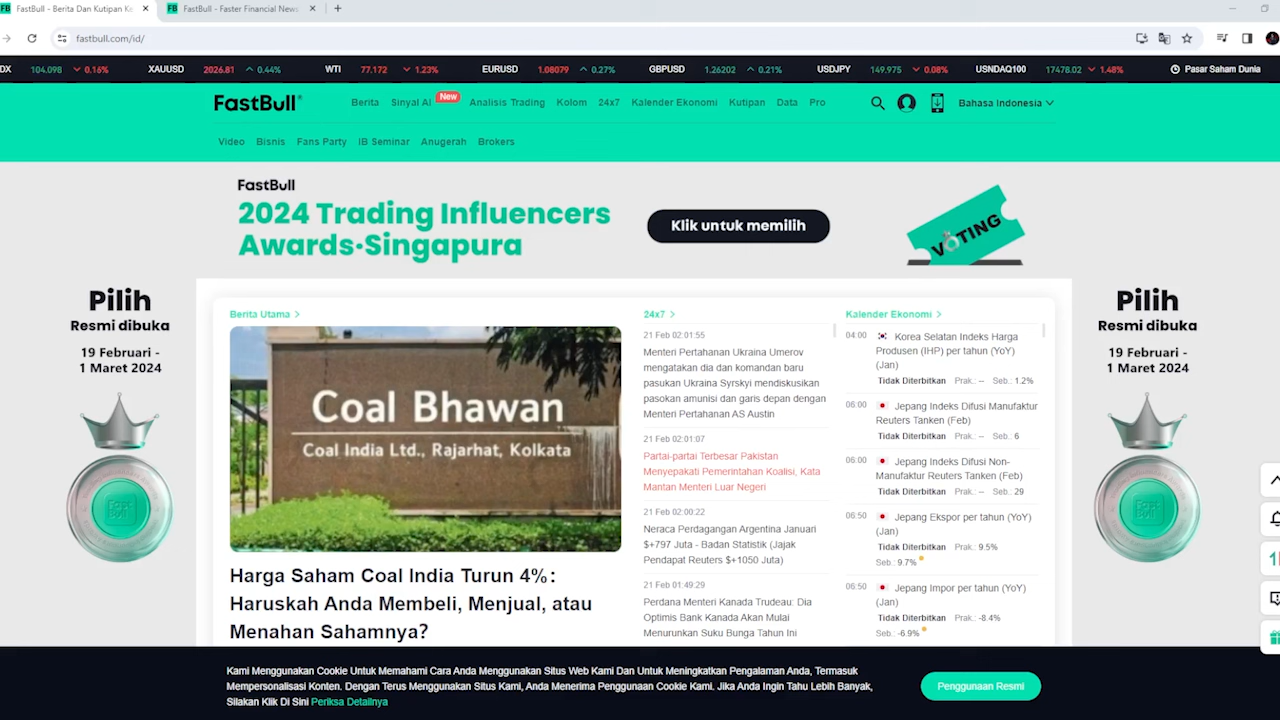 FB FastBull - Berita Dan Kutipan Ke
FB FastBull - Faster Financial News
fastbull.com/id/
DX 104.098 0.16% XAUUSD 2026.81 0.44% WTI 77.172 1.23% EURUSD 1.08079 0.27% GBPUSD 1.26202 0.21% USDJPY 149.975 0.08% USNDAQ100 17478.02 1.48% Pasar Saham Dunia
FastBull
Berita Sinyal AI New Analisis Trading Kolom 24x7 Kalender Ekonomi Kutipan Data Pro
Bahasa Indonesia
Video Bisnis Fans Party IB Seminar Anugerah Brokers
FastBull
2024 Trading Influencers
Awards·Singapura
Klik untuk memilih
VOTING
Pilih
Resmi dibuka
19 Februari -
1 Maret 2024
Fast
Bull
Berita Utama >
Coal Bhawan
Coal India Ltd., Rajarhat, Kolkata
Harga Saham Coal India Turun 4%:
Haruskah Anda Membeli, Menjual, atau
Menahan Sahamnya?
24x7 >
21 Feb 02:01:55
Menteri Pertahanan Ukraina Umerov
mengatakan dia dan komandan baru
pasukan Ukraina Syrskyi mendiskusikan
pasokan amunisi dan garis depan dengan
Menteri Pertahanan AS Austin
21 Feb 02:01:07
Partai-partai Terbesar Pakistan
Menyepakati Pemerintahan Koalisi, Kata
Mantan Menteri Luar Negeri
21 Feb 02:00:22
Neraca Perdagangan Argentina Januari
$+797 Juta - Badan Statistik (Jajak
Pendapat Reuters $+1050 Juta)
21 Feb 01:49:29
Perdana Menteri Kanada Trudeau: Dia
Optimis Bank Kanada Akan Mulai
Menurunkan Suku Bunga Tahun Ini
Kalender Ekonomi >
04:00 Korea Selatan Indeks Harga
Produsen (IHP) per tahun (YoY)
(Jan)
Tidak Diterbitkan Prak.: -- Seb.: 1.2%
06:00 Jepang Indeks Difusi Manufaktur
Reuters Tanken (Feb)
Tidak Diterbitkan Prak.: -- Seb.: 6
06:00 Jepang Indeks Difusi Non-
Manufaktur Reuters Tanken (Feb)
Tidak Diterbitkan Prak.: -- Seb.: 29
06:50 Jepang Ekspor per tahun (YoY)
(Jan)
Tidak Diterbitkan Prak.: 9.5%
Seb.: 9.7%
06:50 Jepang Impor per tahun (YoY)
(Jan)
Tidak Diterbitkan Prak.: -8.4%
Seb.: -6.9%
Pilih
Resmi dibuka
19 Februari -
1 Maret 2024
Fast
Bull
Kami Menggunakan Cookie Untuk Memahami Cara Anda Menggunakan Situs Web Kami Dan Untuk Meningkatkan Pengalaman Anda, Termasuk
Mempersonalisasi Konten. Dengan Terus Menggunakan Situs Kami, Anda Menerima Penggunaan Cookie Kami. Jika Anda Ingin Tahu Lebih Banyak,
Silakan Klik Di Sini Periksa Detailnya
Penggunaan Resmi